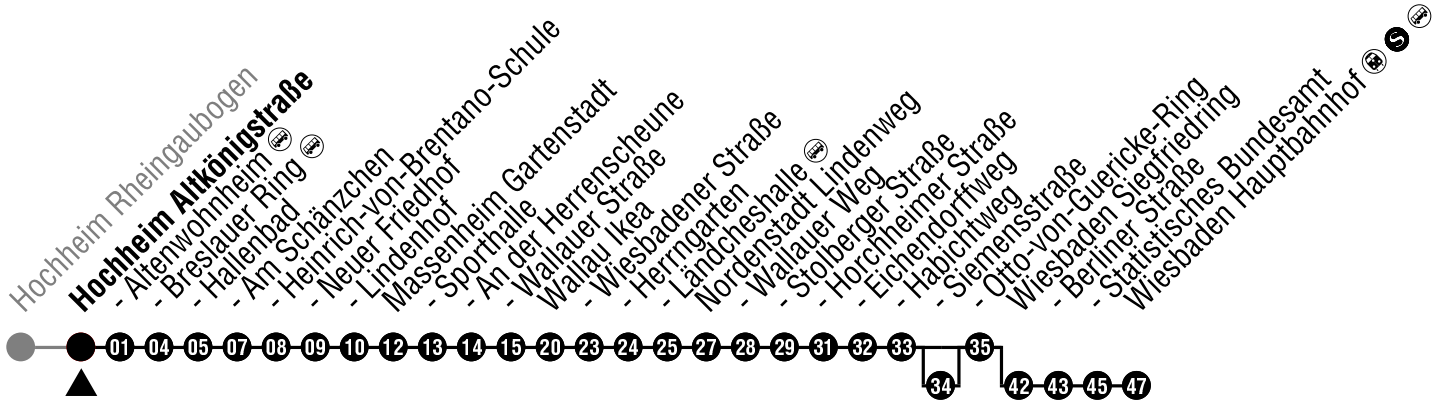 Hochheim Rheingaubogen
Hochheim Altkönigstraße
- Altenwohnheim
- Breslauer Ring
- Hallenbad
- Am Schänzchen
- Heinrich-von-Brentano-Schule
- Neuer Friedhof
- Lindenhof
Massenheim Gartenstadt
- Sporthalle
- An der Herrenscheune
- Wallauer Straße
Wallau Ikea
- Wiesbadener Straße
- Herrngarten
- Ländcheshalle
Nordenstadt Lindenweg
- Wallauer Weg
- Stolberger Straße
- Horchheimer Straße
- Eichendorffweg
- Habichtweg
- Siemensstraße
- Otto-von-Guericke-Ring
Wiesbaden Siegfriedring
- Berliner Straße
- Statistisches Bundesamt
Wiesbaden Hauptbahnhof S
01 04 05 07 08 09 10 12 13 14 15 20 23 24 25 27 28 29 31 32 33 35
34 42 43 45 47